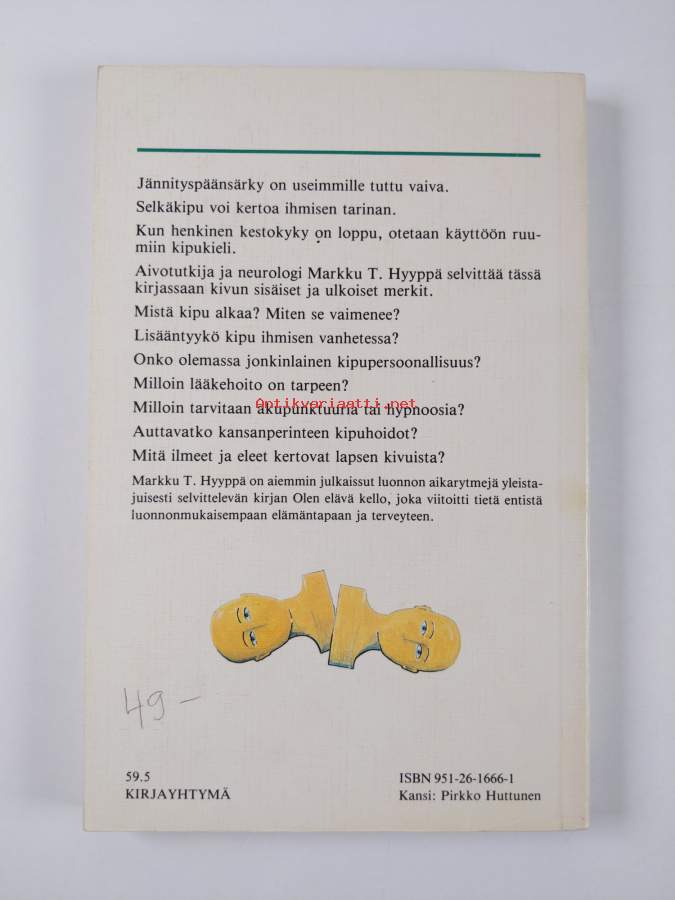 Jännityspäänsärky on useimmille tuttu vaiva.
Selkäkipu voi kertoa ihmisen tarinan.
Kun henkinen kestokyky on loppu, otetaan käyttöön ruu-
miin kipukieli.
Aivotutkija ja neurologi Markku T. Hyyppä selvittää tässä
kirjassaan kivun sisäiset ja ulkoiset merkit.
Mistä kipu alkaa? Miten se vaimenee?
Lisääntyykö kipu ihmisen vanhetessa?
Onko olemassa jonkinlainen kipupersoonallisuus?
Milloin lääkehoito on tarpeen?
Antikvariaatti.net
Milloin tarvitaan akupunktuuria tai hypnoosia?
Auttavatko kansanperinteen kipuhoidot?
Mitä ilmeet ja eleet kertovat lapsen kivuista?
Markku T. Hyyppä on aiemmin julkaissut luonnon aikarytmejä yleista-
juisesti selvittelevän kirjan Olen elävä kello, joka viitoitti tietä entistä
luonnonmukaisempaan elämäntapaan ja terveyteen.
49 –
59.5
KIRJAYHTYMÄ
ISBN 951-26-1666-1
Kansi: Pirkko Huttunen